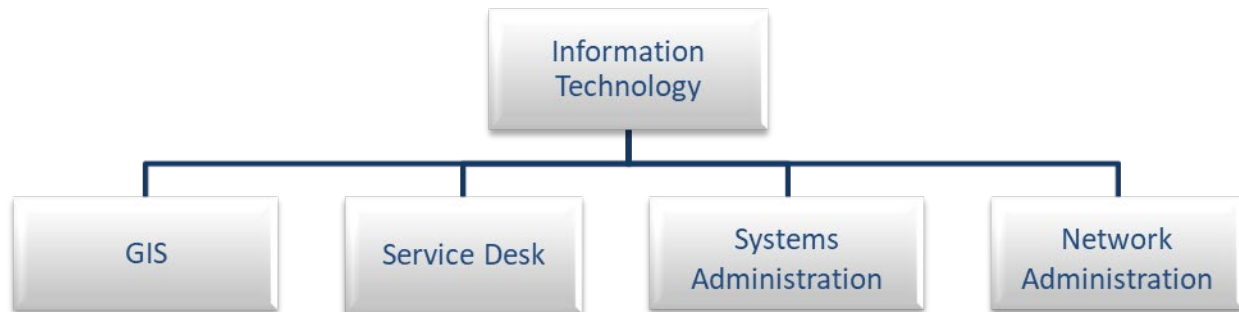 Information
Technology
GIS
Service Desk
Systems
Administration
Network
Administration